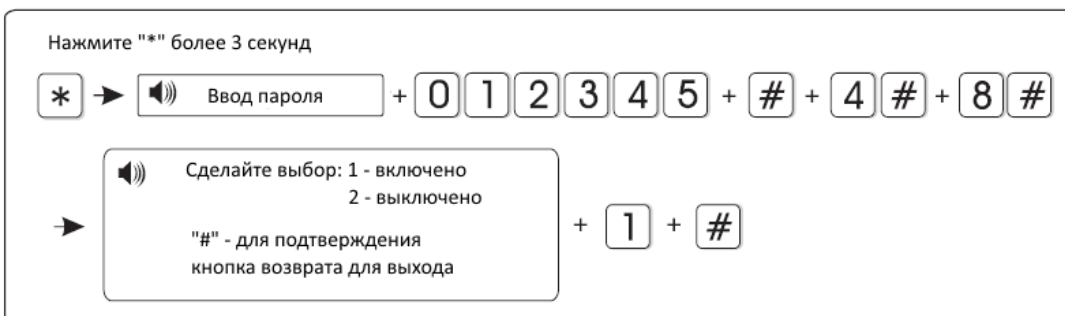 Нажмите "*" более 3 секунд
* Ввод пароля + 0 1 2 3 4 5 + # + 4 # + 8 #
Сделайте выбор: 1 - включено
2 - выключено
"#" - для подтверждения
кнопка возврата для выхода
+ 1 + #